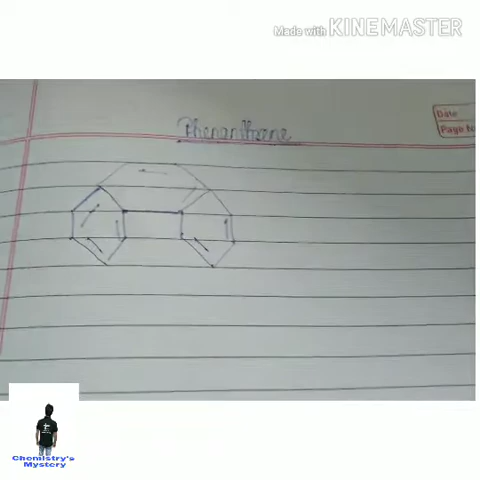 Made with KINEMASTER
Date
Phenanthrene
Page
Chemistry's
Mystery